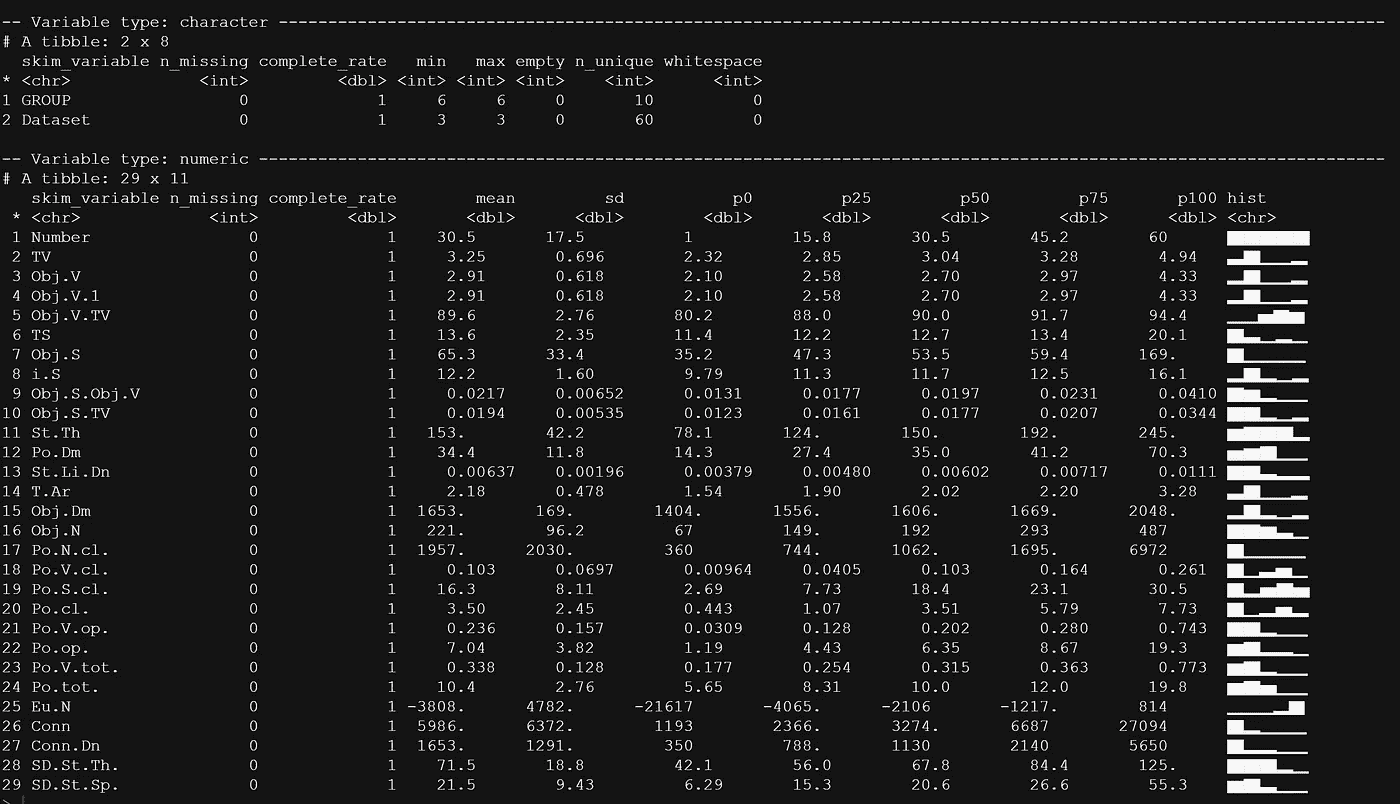 -- Variable type: character ------------------------------------------------------------------------------------------------------------------
# A tibble: 2 x 8
skim_variable n_missing complete_rate min max empty n_unique whitespace
* <chr> <int> <dbl> <int> <int> <int> <int> <int>
1 GROUP 0 1 6 6 0 10 0
2 Dataset 0 1 3 3 0 60 0
-- Variable type: numeric --------------------------------------------------------------------------------------------------------------------
# A tibble: 29 x 11
skim_variable n_missing complete_rate mean sd p0 p25 p50 p75 p100 hist
* <chr> <int> <dbl> <dbl> <dbl> <dbl> <dbl> <dbl> <dbl> <dbl> <chr>
1 Number 0 1 30.5 17.5 1 15.8 30.5 45.2 60
2 TV 0 1 3.25 0.696 2.32 2.85 3.04 3.28 4.94
3 Obj.V 0 1 2.91 0.618 2.10 2.58 2.70 2.97 4.33
4 Obj.V.1 0 1 2.91 0.618 2.10 2.58 2.70 2.97 4.33
5 Obj.V.TV 0 1 89.6 2.76 80.2 88.0 90.0 91.7 94.4
6 TS 0 1 13.6 2.35 11.4 12.2 12.7 13.4 20.1
7 Obj.S 0 1 65.3 33.4 35.2 47.3 53.5 59.4 169.
8 i.S 0 1 12.2 1.60 9.79 11.3 11.7 12.5 16.1
9 Obj.S.Obj.V 0 1 0.0217 0.00652 0.0131 0.0177 0.0197 0.0231 0.0410
10 Obj.S.TV 0 1 0.0194 0.00535 0.0123 0.0161 0.0177 0.0207 0.0344
11 St.Th 0 1 153. 42.2 78.1 124. 150. 192. 245.
12 Po.Dm 0 1 34.4 11.8 14.3 27.4 35.0 41.2 70.3
13 St.Li.Dn 0 1 0.00637 0.00196 0.00379 0.00480 0.00602 0.00717 0.0111
14 T.Ar 0 1 2.18 0.478 1.54 1.90 2.02 2.20 3.28
15 Obj.Dm 0 1 1653. 169. 1404. 1556. 1606. 1669. 2048.
16 Obj.N 0 1 221. 96.2 67 149. 192 293 487
17 Po.N.cl. 0 1 1957. 2030. 360 744. 1062. 1695. 6972
18 Po.V.cl. 0 1 0.103 0.0697 0.00964 0.0405 0.103 0.164 0.261
19 Po.S.cl. 0 1 16.3 8.11 2.69 7.73 18.4 23.1 30.5
20 Po.cl. 0 1 3.50 2.45 0.443 1.07 3.51 5.79 7.73
21 Po.V.op. 0 1 0.236 0.157 0.0309 0.128 0.202 0.280 0.743
22 Po.op. 0 1 7.04 3.82 1.19 4.43 6.35 8.67 19.3
23 Po.V.tot. 0 1 0.338 0.128 0.177 0.254 0.315 0.363 0.773
24 Po.tot. 0 1 10.4 2.76 5.65 8.31 10.0 12.0 19.8
25 Eu.N 0 1 -3808. 4782. -21617 -4065. -2106 -1217. 814
26 Conn 0 1 5986. 6372. 1193 2366. 3274. 6687 27094
27 Conn.Dn 0 1 1653. 1291. 350 788. 1130 2140 5650
28 SD.St.Th. 0 1 71.5 18.8 42.1 56.0 67.8 84.4 125.
29 SD.St.Sp. 0 1 21.5 9.43 6.29 15.3 20.6 26.6 55.3